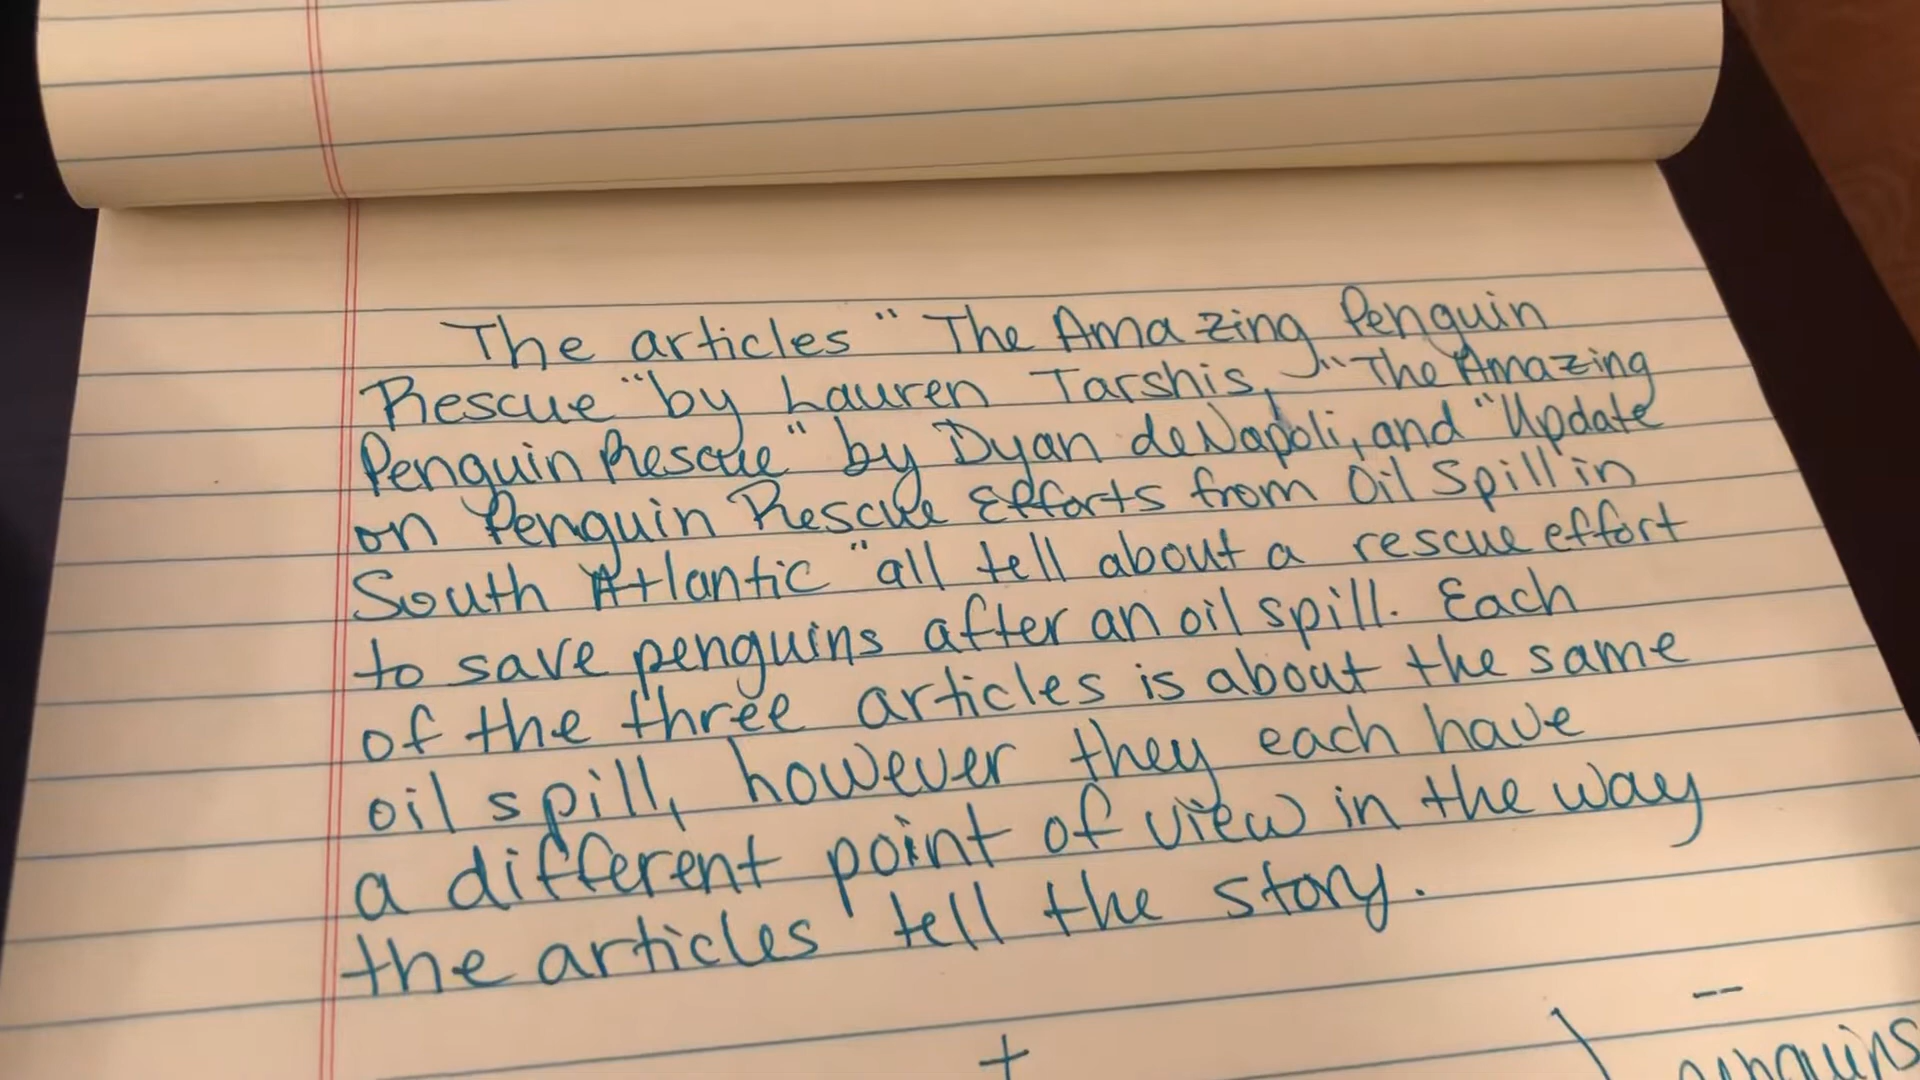 The articles " The Amazing Penguin
Rescue " by Lauren Tarshis, " The Amazing
Penguin Rescue " by Dyan deNapoli, and "Update
on Penguin Rescue Efforts from Oil Spill in
South Atlantic " all tell about a rescue effort
to save penguins after an oil spill. Each
of the three articles is about the same
oil spill, however they each have
a different point of view in the way
the articles tell the story.